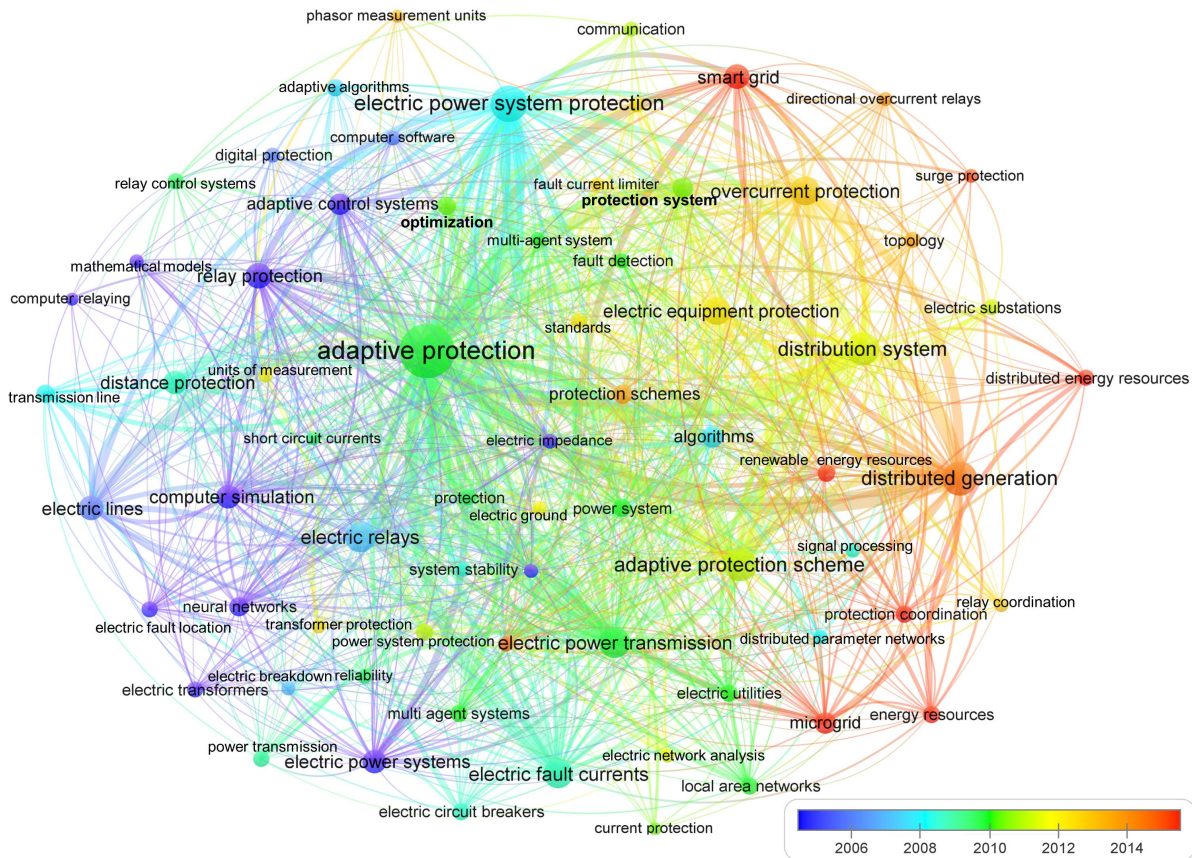 phasor measurement units
communication
smart grid
adaptive algorithms
electric power system protection
directional overcurrent relays
computer software
digital protection
relay control systems
fault current limiter
surge protection
protection system
overcurrent protection
adaptive control systems
optimization
multi-agent system
topology
fault detection
mathematical models
relay protection
computer relaying
electric substations
electric equipment protection
standards
adaptive protection
distribution system
units of measurement
distance protection
distributed energy resources
transmission line
protection schemes
short circuit currents
electric impedance
algorithms
renewable energy resources
distributed generation
computer simulation
protection
electric lines
electric ground
power system
electric relays
signal processing
system stability
adaptive protection scheme
neural networks
relay coordination
electric fault location
transformer protection
protection coordination
power system protection
electric power transmission
distributed parameter networks
electric breakdown
reliability
electric transformers
electric utilities
multi agent systems
microgrid
energy resources
power transmission
electric power systems
electric network analysis
electric fault currents
local area networks
electric circuit breakers
current protection
2006 2008 2010 2012 2014